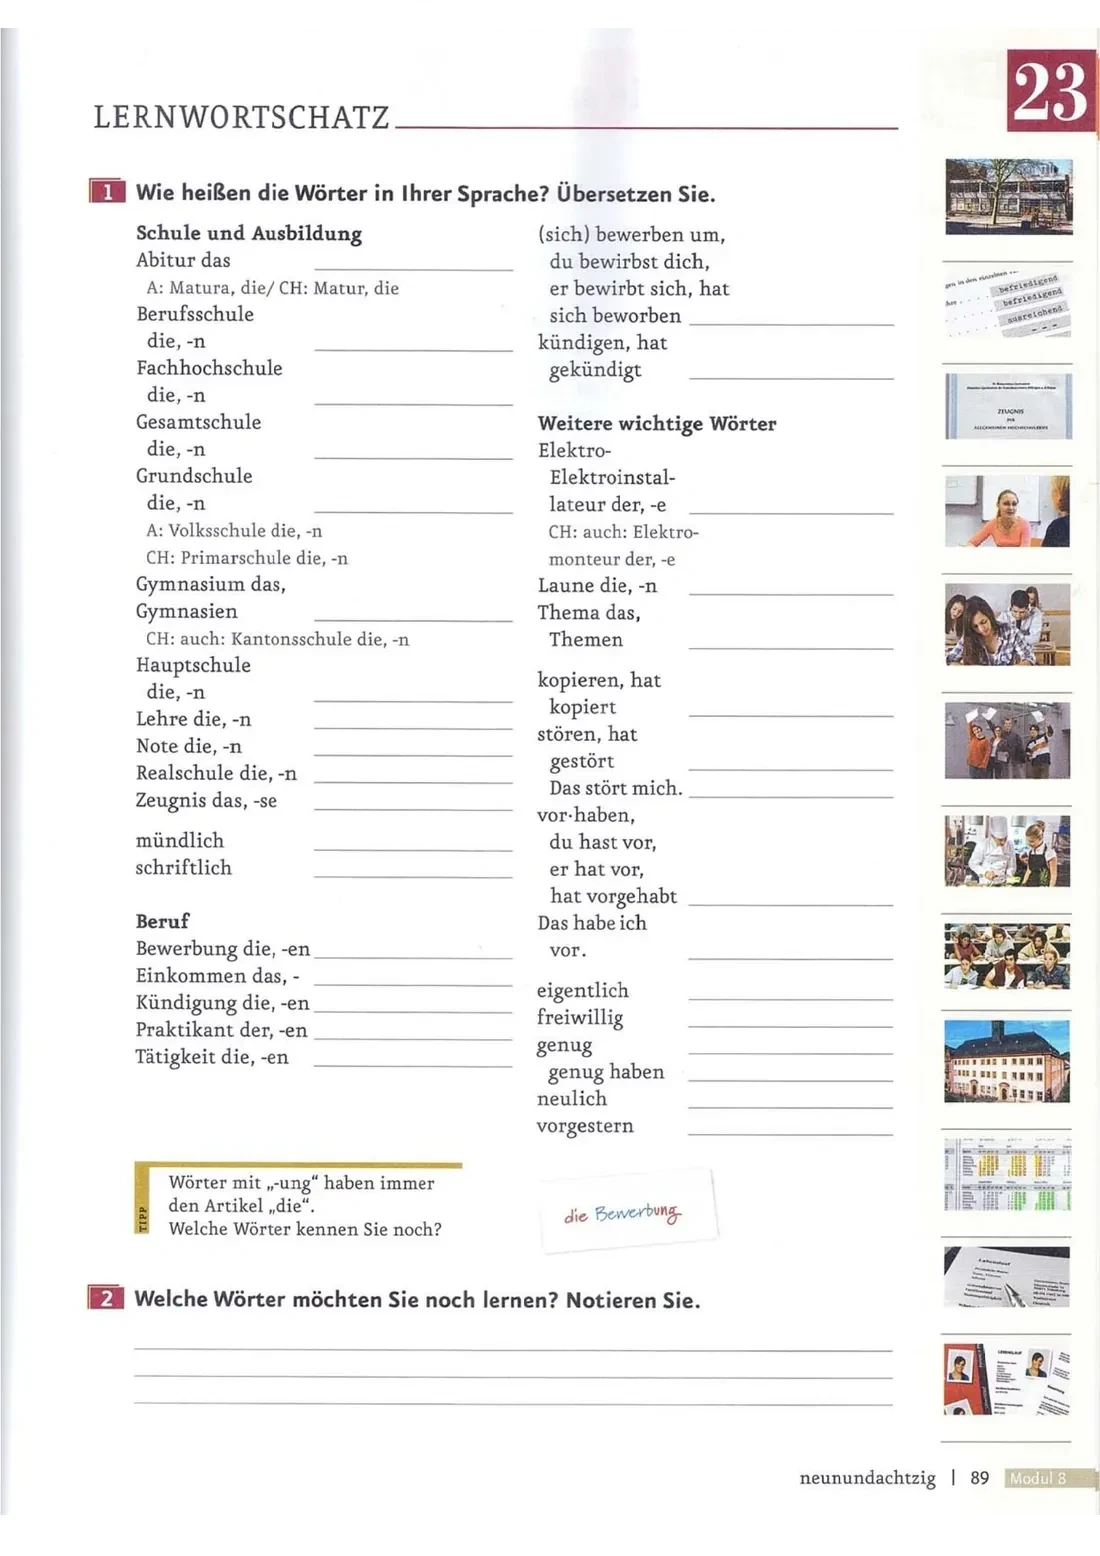 23
LERNWORTSCHATZ
1 Wie heißen die Wörter in Ihrer Sprache? Übersetzen Sie.
Schule und Ausbildung
Abitur das
A: Matura, die/ CH: Matur, die
Berufsschule
die, -n
Fachhochschule
die, -n
Gesamtschule
die, -n
Grundschule
die, -n
A: Volksschule die, -n
CH: Primarschule die, -n
Gymnasium das,
Gymnasien
CH: auch: Kantonsschule die, -n
Hauptschule
die, -n
Lehre die, -n
Note die, -n
Realschule die, -n
Zeugnis das, -se
mündlich
schriftlich
Beruf
Bewerbung die, -en
Einkommen das, -
Kündigung die, -en
Praktikant der, -en
Tätigkeit die, -en
(sich) bewerben um,
du bewirbst dich,
er bewirbt sich, hat
sich beworben
kündigen, hat
gekündigt
Weitere wichtige Wörter
Elektro-
Elektroinstal-
lateur der, -e
CH: auch: Elektro-
monteur der, -e
Laune die, -n
Thema das,
Themen
kopieren, hat
kopiert
stören, hat
gestört
Das stört mich.
vor·haben,
du hast vor,
er hat vor,
hat vorgehabt
Das habe ich
vor.
eigentlich
freiwillig
genug
genug haben
neulich
vorgestern
TIPP
Wörter mit „-ung“ haben immer
den Artikel „die“.
Welche Wörter kennen Sie noch?
die Bewerbung
2 Welche Wörter möchten Sie noch lernen? Notieren Sie.
befriedigend
befriedigend
ausreichend
ZEUGNIS
Lebenslauf
LEBENSLAUF
neunundachtzig | 89 Modul 8